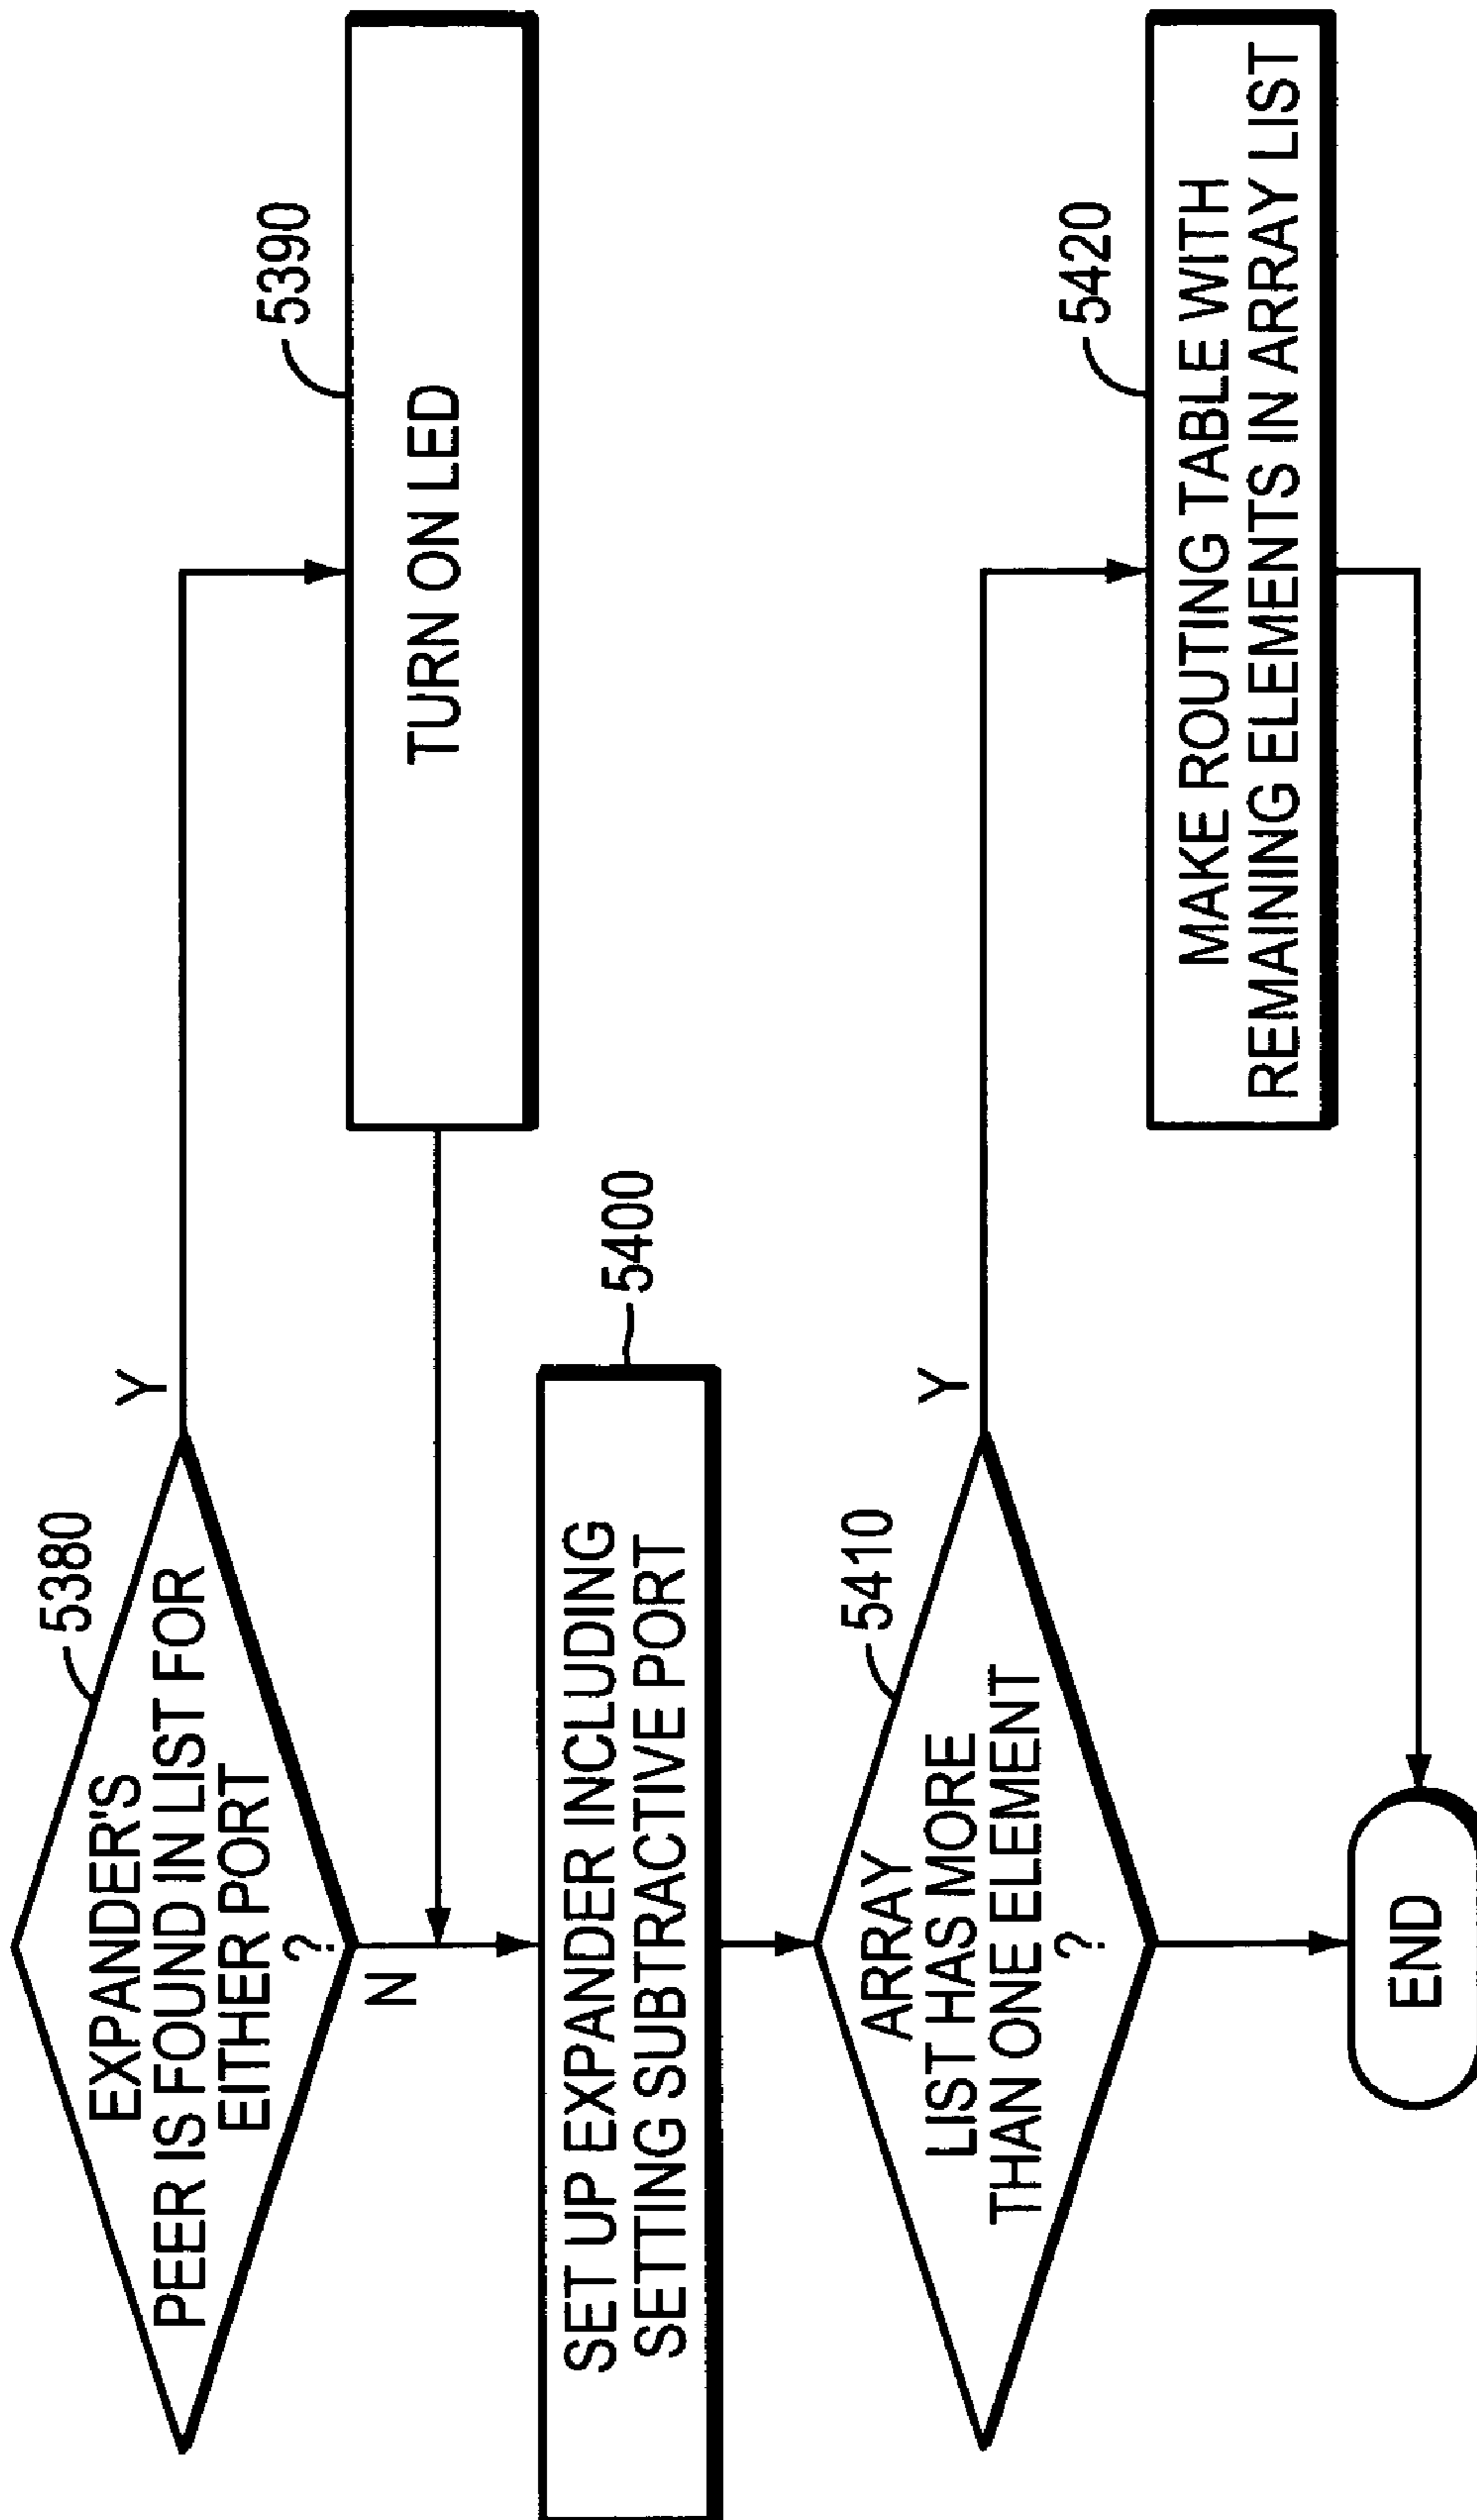 5380
EXPANDER'S
PEER IS FOUND IN LIST FOR
EITHER PORT
?
Y
N
5390
TURN ON LED
5400
SET UP EXPANDER INCLUDING
SETTING SUBTRACTIVE PORT
5410
ARRAY
LIST HAS MORE
THAN ONE ELEMENT
?
Y
5420
MAKE ROUTING TABLE WITH
REMAINING ELEMENTS IN ARRAY LIST
END